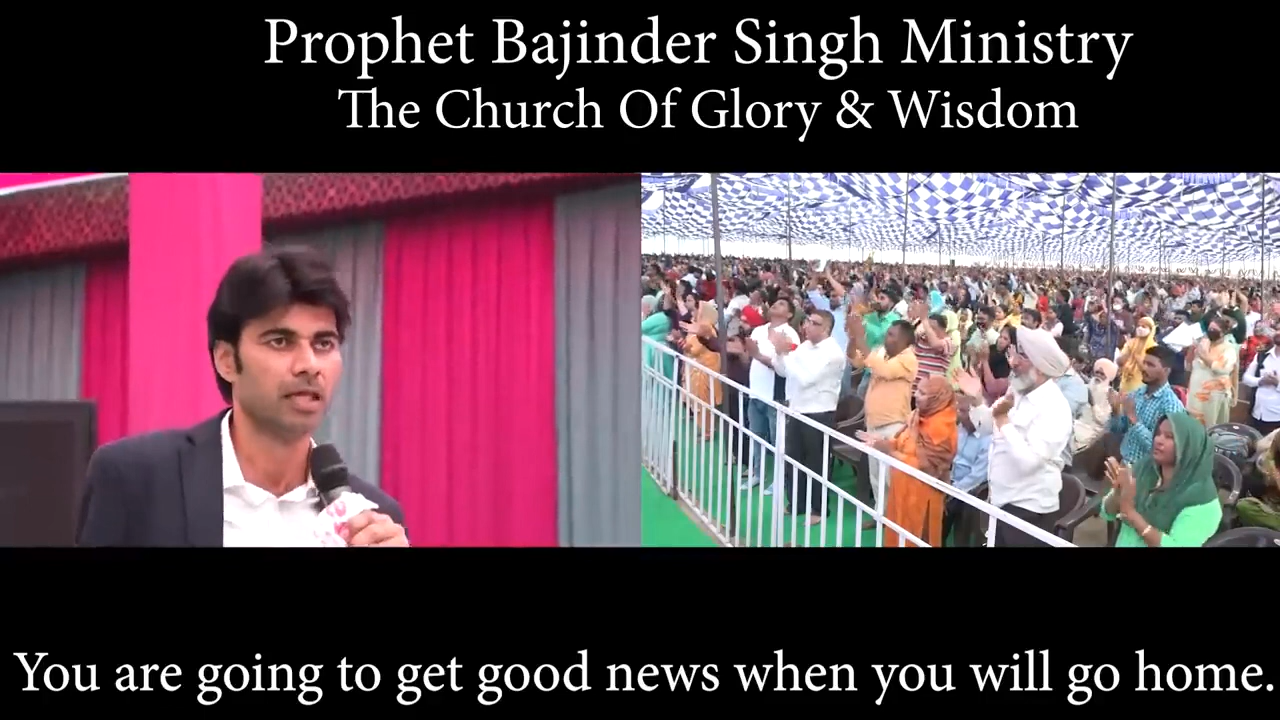 Prophet Bajinder Singh Ministry
The Church Of Glory & Wisdom
You are going to get good news when you will go home.